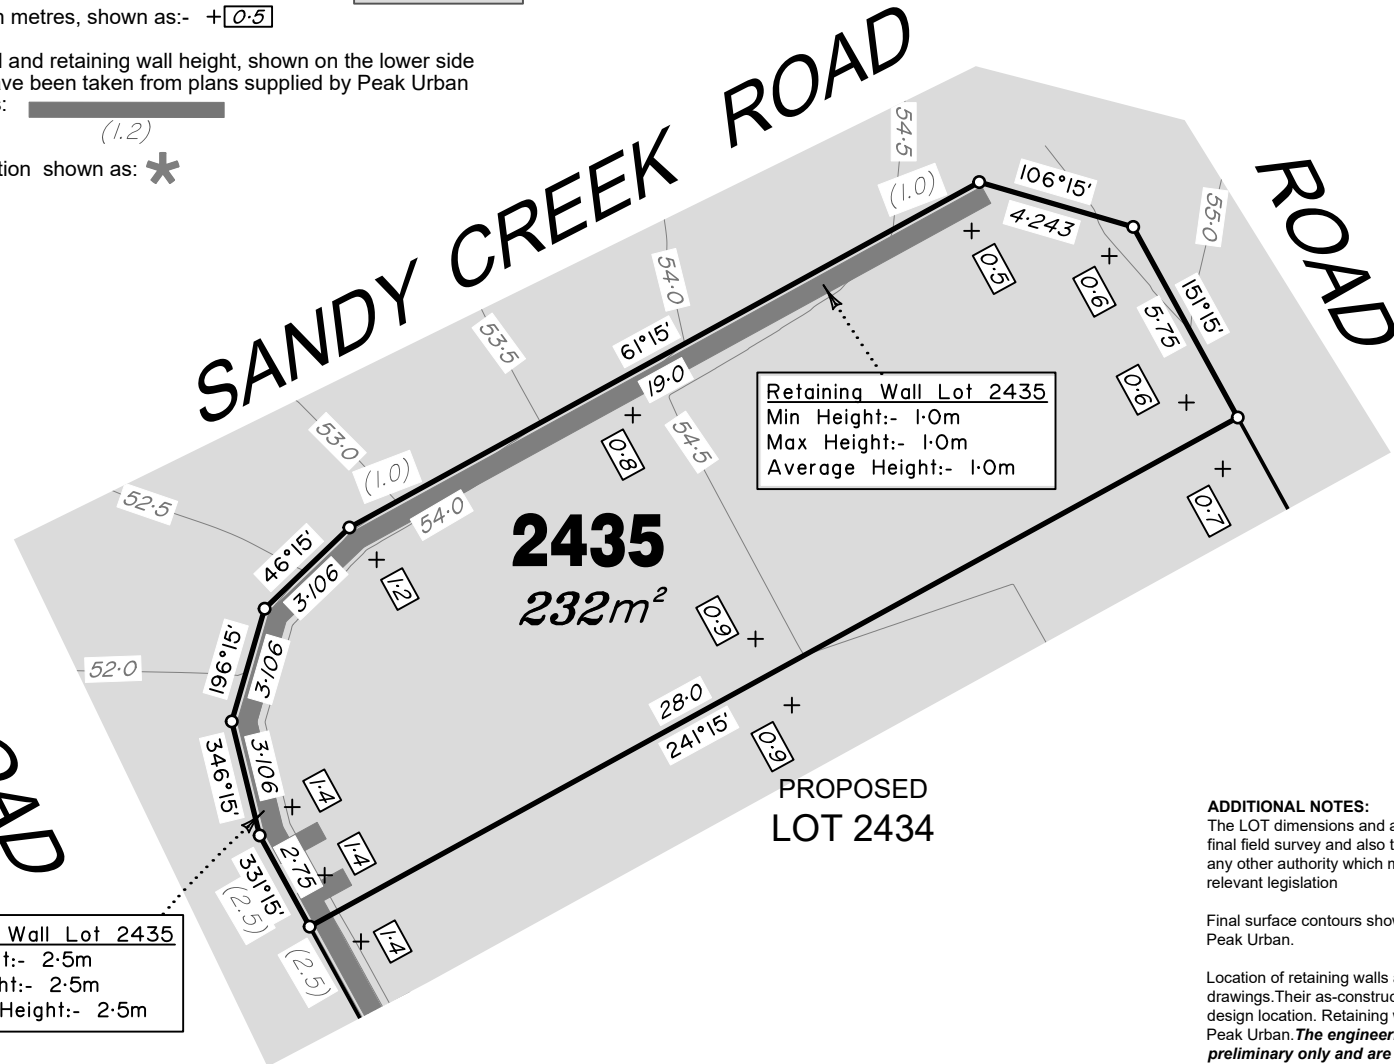 n metres, shown as:- + 0·5
l and retaining wall height, shown on the lower side
ave been taken from plans supplied by Peak Urban
s:
(1.2)
tion shown as:
SANDY CREEK ROAD
ROAD
54·5
(1.0)
106°15'
4·243
55·0
0·5
0·6
151°15'
5·75
54·0
53·5
61°15'
19·0
0·6
Retaining Wall Lot 2435
Min Height:- 1·0m
Max Height:- 1·0m
Average Height:- 1·0m
0·8
54·5
53·0
(1.0)
54·0
52·5
0·7
46°15'
3·106
1·2
2435
232m²
0·9
196°15'
3·106
52·0
28·0
241°15'
0·9
346°15'
3·106
1·4
PROPOSED
LOT 2434
OAD
2·75
1·4
331°15'
(2.5)
1·4
(2.5)
Wall Lot 2435
t:- 2·5m
ht:- 2·5m
Height:- 2·5m
ADDITIONAL NOTES:
The LOT dimensions and a
final field survey and also t
any other authority which m
relevant legislation
Final surface contours show
Peak Urban.
Location of retaining walls a
drawings.Their as-construc
design location. Retaining w
Peak Urban.The engineer
preliminary only and are